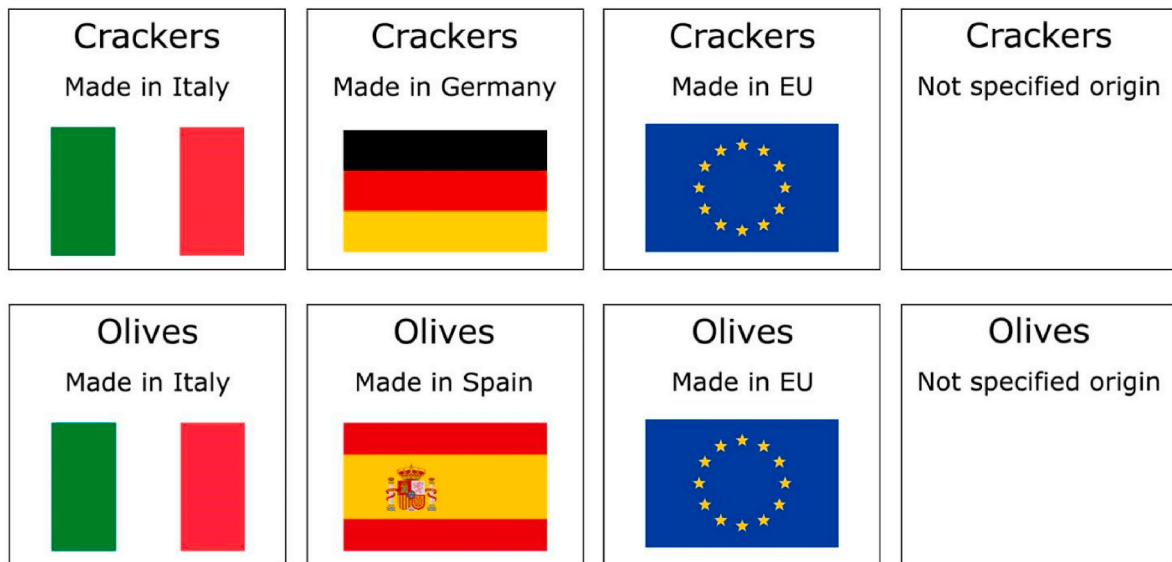 Crackers
Made in Italy
Crackers
Made in Germany
Crackers
Made in EU
Crackers
Not specified origin
Olives
Made in Italy
Olives
Made in Spain
Olives
Made in EU
Olives
Not specified origin